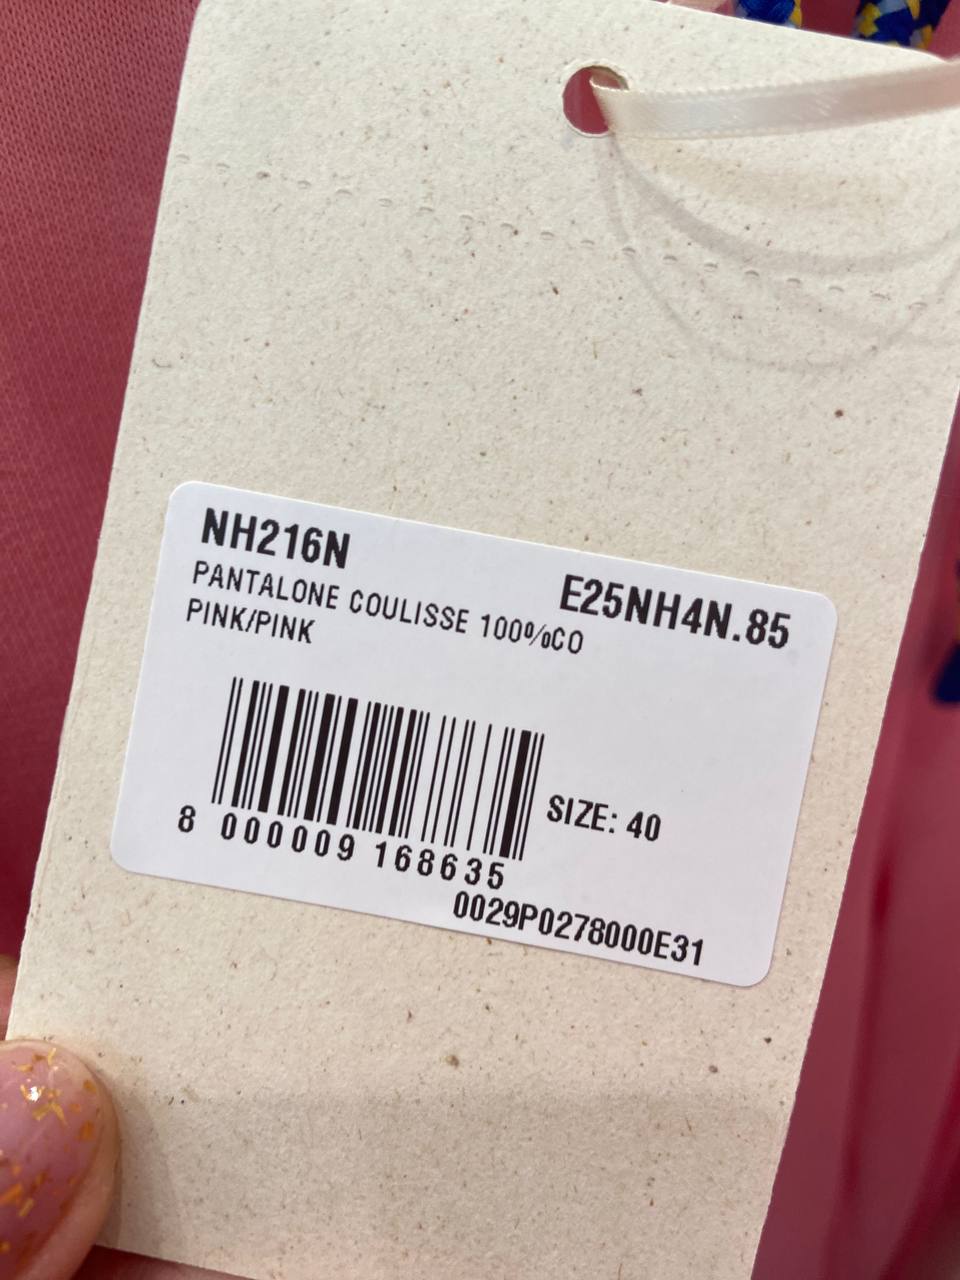 NH216N
E25NH4N.85
PANTALONE COULISSE 100%CO
PINK/PINK
SIZE: 40
8 000009 168635
0029P0278000E31